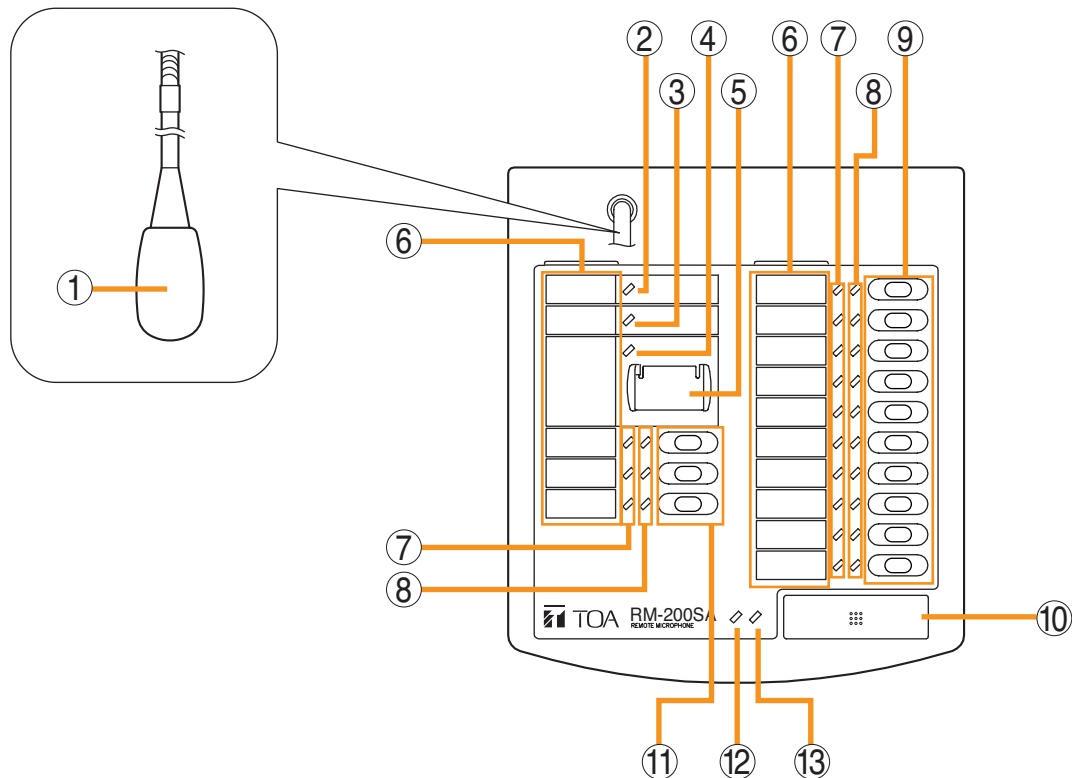 ② ④ ⑥ ⑦ ⑨
③ ⑤ ⑧
⑥
①
⑦
⑧
TOA RM-200SA
REMOTE MICROPHONE
⑩
⑪ ⑫ ⑬